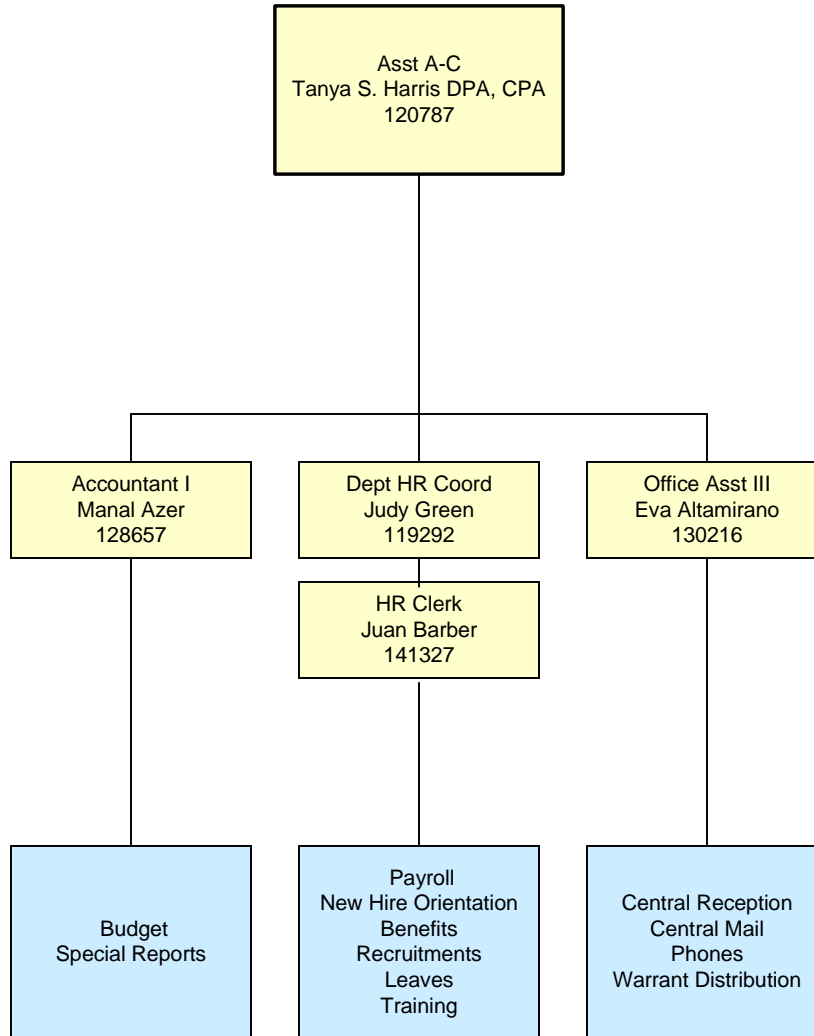 Asst A-C
Tanya S. Harris DPA, CPA
120787
Accountant I
Manal Azer
128657
Dept HR Coord
Judy Green
119292
Office Asst III
Eva Altamirano
130216
HR Clerk
Juan Barber
141327
Budget
Special Reports
Payroll
New Hire Orientation
Benefits
Recruitments
Leaves
Training
Central Reception
Central Mail
Phones
Warrant Distribution